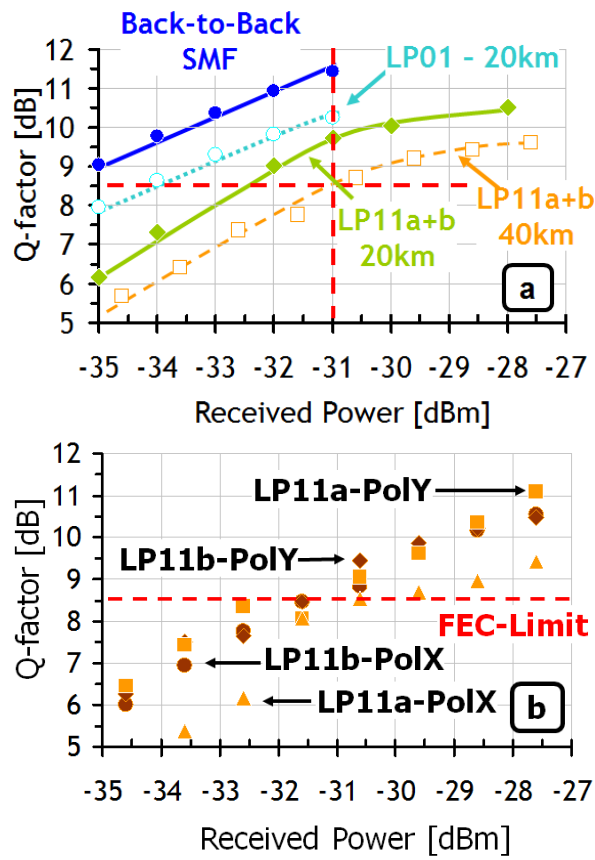 Back-to-Back
SMF
LP01 – 20km
LP11a+b
20km
LP11a+b
40km
a
Q-factor [dB]
12
11
10
9
8
7
6
5
-35 -34 -33 -32 -31 -30 -29 -28 -27
Received Power [dBm]
LP11a-PolY
LP11b-PolY
FEC-Limit
LP11b-PolX
LP11a-PolX
b
Q-factor [dB]
12
11
10
9
8
7
6
5
-35 -34 -33 -32 -31 -30 -29 -28 -27
Received Power [dBm]